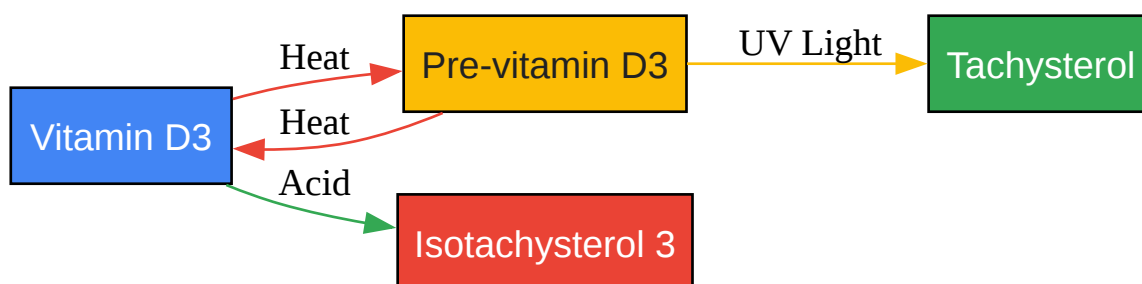 Heat
Pre-vitamin D3
UV Light
Tachysterol
Vitamin D3
Heat
Acid
Isotachysterol 3